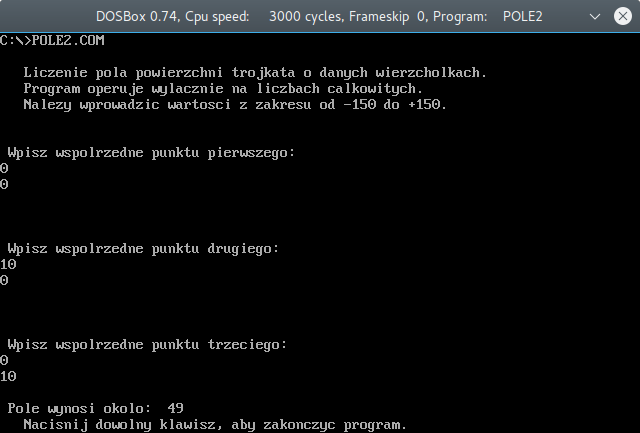 DOSBox 0.74, Cpu speed: 3000 cycles, Frameskip 0, Program: POLE2
C:\>POLE2.COM
Liczenie pola powierzchni trojkata o danych wierzcholkach.
Program operuje wylacznie na liczbach calkowitych.
Nalezy wprowadzic wartosci z zakresu od -150 do +150.
Wpisz wspolrzedne punktu pierwszego:
0
0
Wpisz wspolrzedne punktu drugiego:
10
0
Wpisz wspolrzedne punktu trzeciego:
0
10
Pole wynosi okolo: 49
Nacisnij dowolny klawisz, aby zakonczyc program.